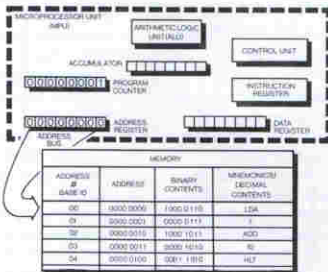 MICROPROCESSOR UNIT
(MPU)
ARITHMETIC LOGIC
UNIT (ALU)
CONTROL UNIT
ACCUMULATOR
00000001
PROGRAM
COUNTER
INSTRUCTION
REGISTER
00000000
ADDRESS
REGISTER
DATA
REGISTER
ADDRESS
BUS
MEMORY
ADDRESS
#
BASE 10
ADDRESS
BINARY
CONTENTS
MNEMONICS/
DECIMAL
CONTENTS
00 0000 0000 1000 0110 LDA
01 0000 0001 0000 0111 7
02 0000 0010 1000 1011 ADD
03 0000 0011 0000 1010 10
04 0000 0100 HLT